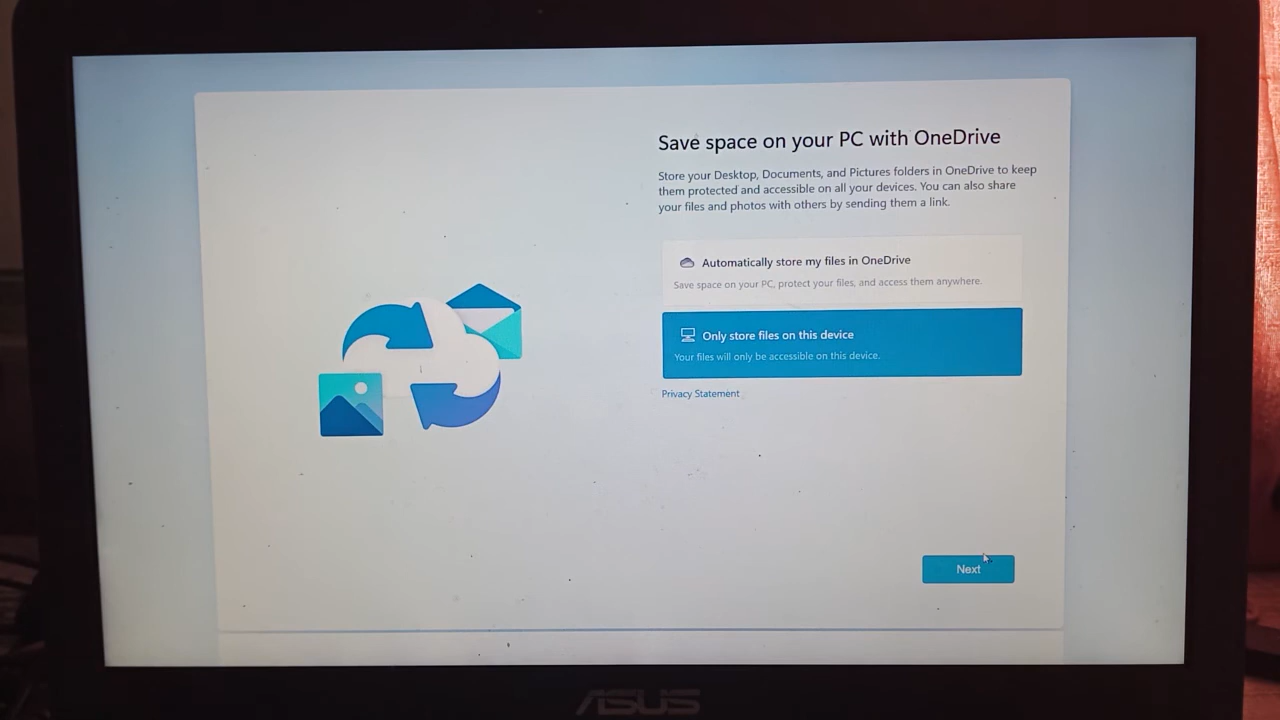 Save space on your PC with OneDrive
Store your Desktop, Documents, and Pictures folders in OneDrive to keep
them protected and accessible on all your devices. You can also share
your files and photos with others by sending them a link.
Automatically store my files in OneDrive
Save space on your PC, protect your files, and access them anywhere.
Only store files on this device
Your files will only be accessible on this device.
Privacy Statement
Next
ASUS